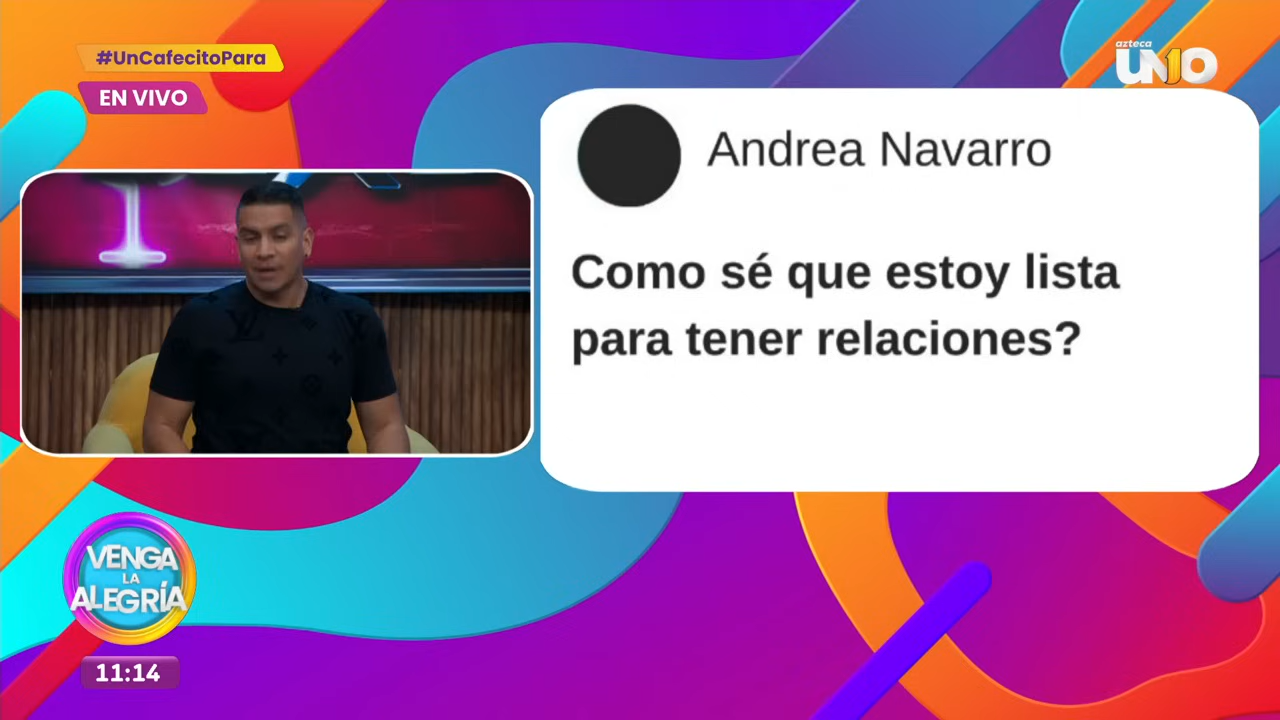 #UnCafecitoPara
EN VIVO
azteca
UNO
Andrea Navarro
Como sé que estoy lista
para tener relaciones?
VENGA
LA
ALEGRÍA
11:14